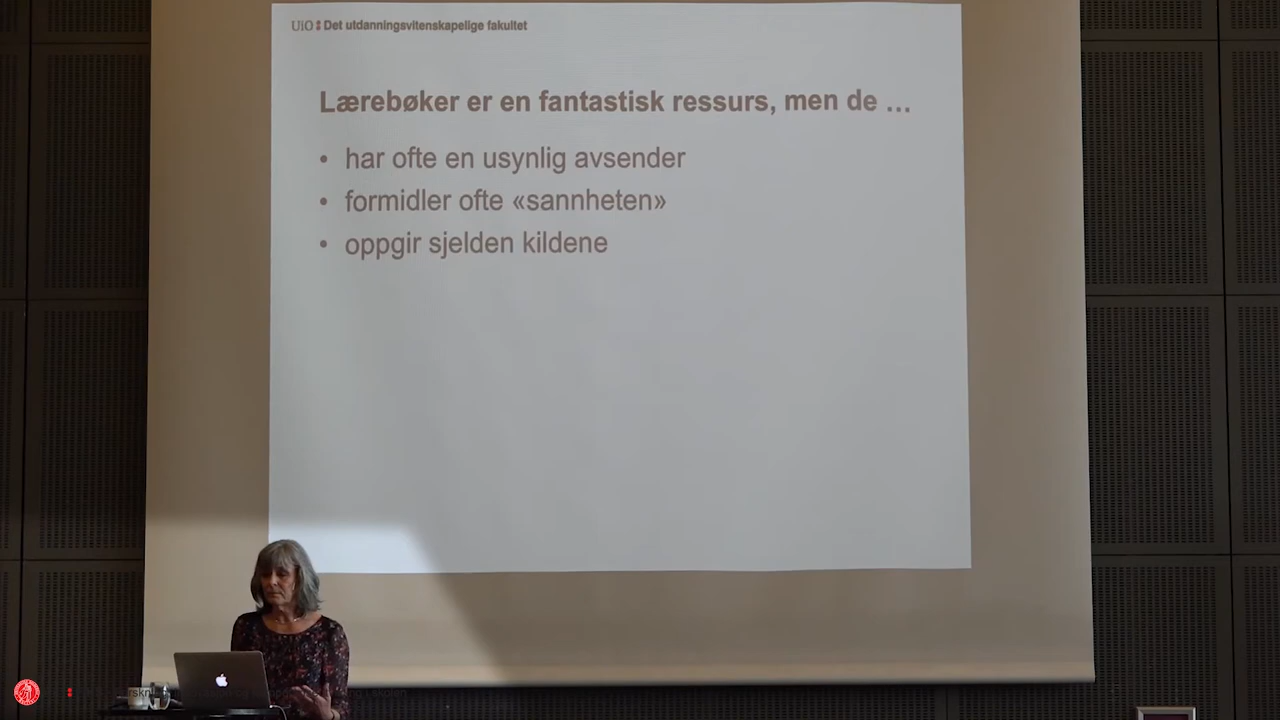 UiO Det utdanningsvitenskapelige fakultet
Lærebøker er en fantastisk ressurs, men de …
• har ofte en usynlig avsender
• formidler ofte «sannheten»
• oppgir sjelden kildene